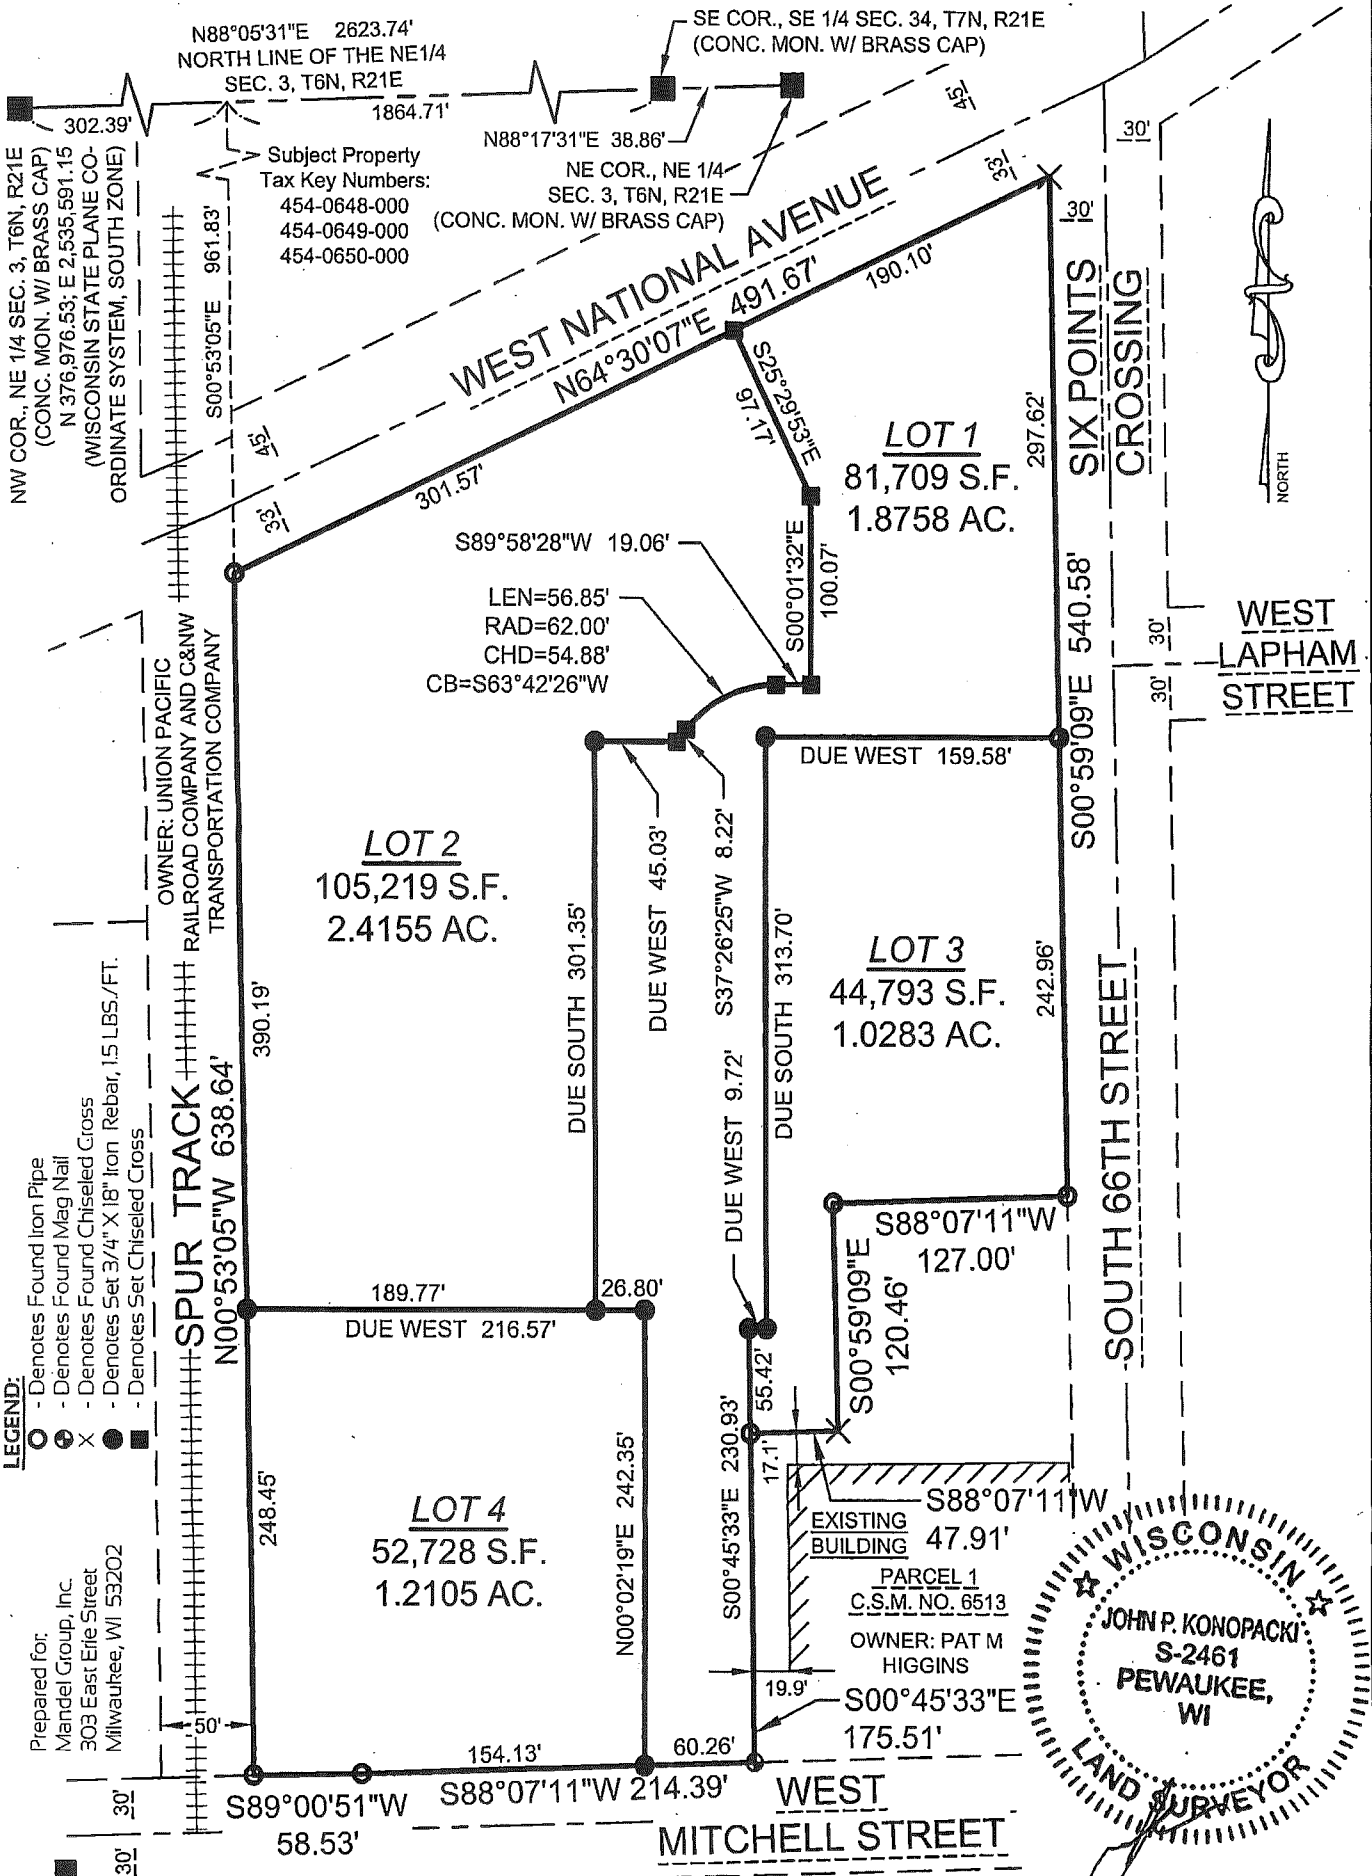 N88°05'31"E 2623.74'
NORTH LINE OF THE NE1/4
SEC. 3, T6N, R21E
SE COR., SE 1/4 SEC. 34, T7N, R21E
(CONC. MON. W/ BRASS CAP)
302.39'
1864.71'
N88°17'31"E 38.86'
NE COR., NE 1/4
SEC. 3, T6N, R21E
(CONC. MON. W/ BRASS CAP)
NW COR., NE 1/4 SEC. 3, T6N, R21E
(CONC. MON. W/ BRASS CAP)
N 376,976.53; E 2,535,591.15
(WISCONSIN STATE PLANE CO-
ORDINATE SYSTEM, SOUTH ZONE)
Subject Property
Tax Key Numbers:
454-0648-000
454-0649-000
454-0650-000
S00°53'05"E 961.83'
45'
33'
45'
33'
30'
30'
WEST NATIONAL AVENUE
N64°30'07"E 491.67'
190.10'
301.57'
S25°29'53"E
97.17'
LOT 1
81,709 S.F.
1.8758 AC.
297.62'
SIX POINTS
CROSSING
NORTH
S89°58'28"W 19.06'
S00°01'32"E
100.07'
LEN=56.85'
RAD=62.00'
CHD=54.88'
CB=S63°42'26"W
S00°59'09"E 540.58'
30'
30'
WEST
LAPHAM
STREET
OWNER: UNION PACIFIC
RAILROAD COMPANY AND C&NW
TRANSPORTATION COMPANY
DUE WEST 159.58'
LOT 2
105,219 S.F.
2.4155 AC.
DUE SOUTH 301.35'
DUE WEST 45.03'
S37°26'25"W 8.22'
DUE SOUTH 313.70'
DUE WEST 9.72'
LOT 3
44,793 S.F.
1.0283 AC.
242.96'
SOUTH 66TH STREET
390.19'
SPUR TRACK
N00°53'05"W 638.64'
S88°07'11"W
127.00'
S00°59'09"E
120.46'
189.77'
26.80'
DUE WEST 216.57'
55.42'
S00°45'33"E 230.93'
17.1'
LEGEND:
- Denotes Found Iron Pipe
- Denotes Found Mag Nail
- Denotes Found Chiseled Cross
- Denotes Set 3/4" X 18" Iron Rebar, 1.5 LBS./FT.
- Denotes Set Chiseled Cross
248.45'
LOT 4
52,728 S.F.
1.2105 AC.
N00°02'19"E 242.35'
S88°07'11"W
47.91'
EXISTING
BUILDING
PARCEL 1
C.S.M. NO. 6513
OWNER: PAT M
HIGGINS
19.9'
S00°45'33"E
175.51'
Prepared for:
Mandel Group, Inc.
303 East Erie Street
Milwaukee, WI 53202
50'
154.13'
60.26'
S89°00'51"W
58.53'
S88°07'11"W 214.39'
WEST
MITCHELL STREET
30'
30'
WISCONSIN
JOHN P. KONOPACKI
S-2461
PEWAUKEE,
WI
LAND SURVEYOR